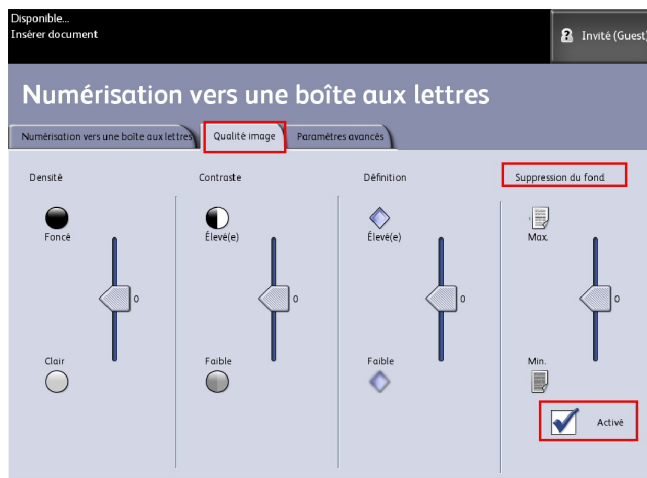 Disponible...
Insérer document
Invité (Guest)
Numérisation vers une boîte aux lettres
Numérisation vers une boîte aux lettres
Qualité image
Paramètres avancés
Densité
Contraste
Définition
Suppression du fond
Foncé
Élevé(e)
Élevé(e)
Max.
0
0
0
0
Clair
Faible
Faible
Min.
Activé